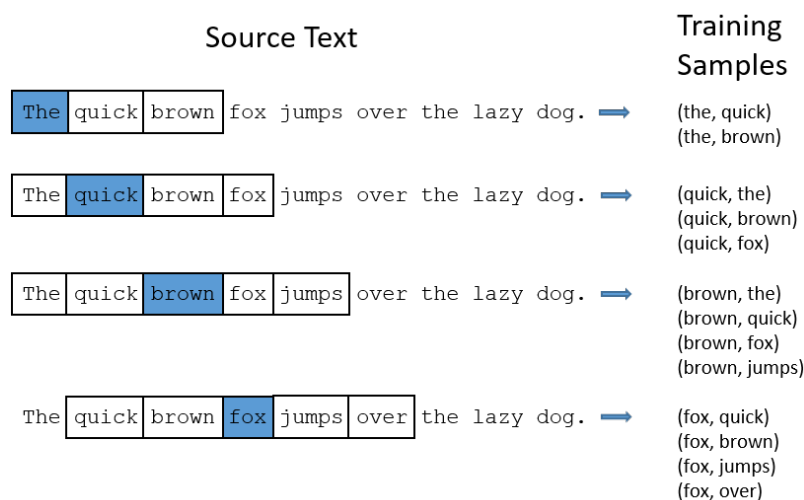 Source Text
Training
Samples
The quick brown fox jumps over the lazy dog.
(the, quick)
(the, brown)
The quick brown fox jumps over the lazy dog.
(quick, the)
(quick, brown)
(quick, fox)
The quick brown fox jumps over the lazy dog.
(brown, the)
(brown, quick)
(brown, fox)
(brown, jumps)
The quick brown fox jumps over the lazy dog.
(fox, quick)
(fox, brown)
(fox, jumps)
(fox, over)